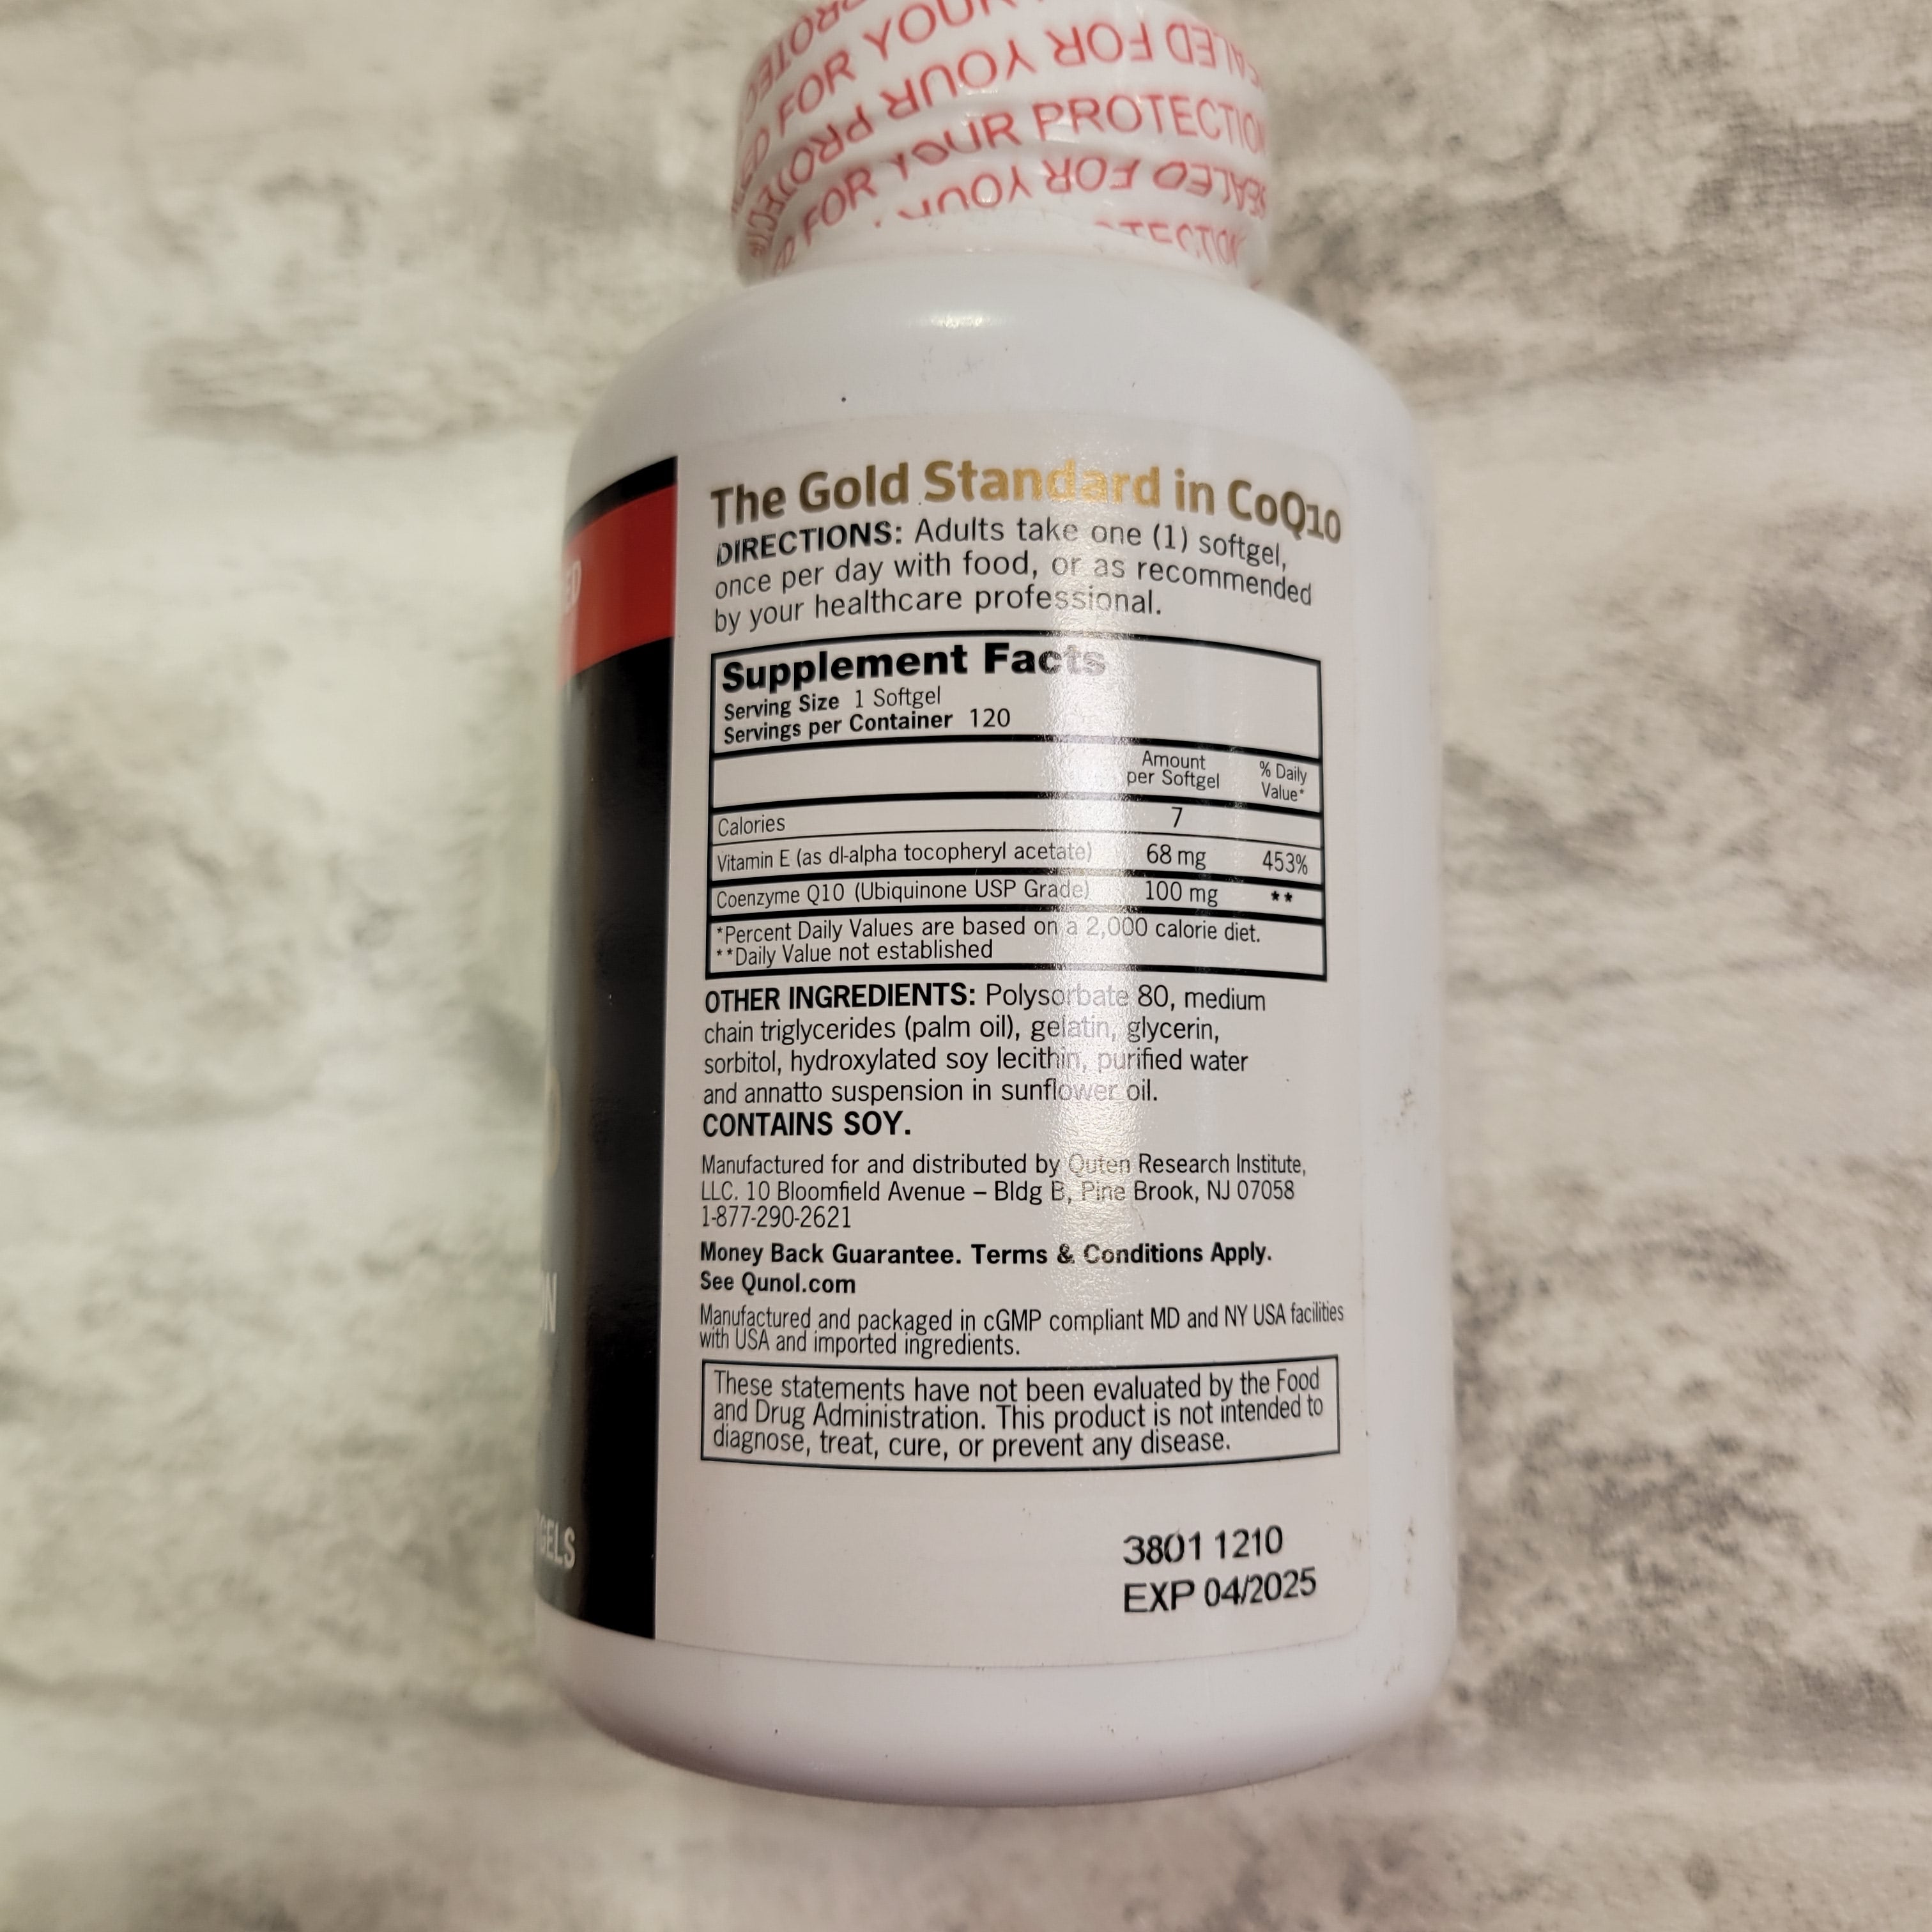 FOR YOUR
SEALED FOR YOUR
FOR YOUR PROTECTION
SEALED FOR YOUR
The Gold Standard in CoQ10
DIRECTIONS: Adults take one (1) softgel,
once per day with food, or as recommended
by your healthcare professional.
Supplement Facts
Serving Size 1 Softgel
Servings per Container 120
Amount
per Softgel
% Daily
Value*
Calories 7
Vitamin E (as dl-alpha tocopheryl acetate) 68 mg 453%
Coenzyme Q10 (Ubiquinone USP Grade) 100 mg **
*Percent Daily Values are based on a 2,000 calorie diet.
**Daily Value not established
OTHER INGREDIENTS: Polysorbate 80, medium
chain triglycerides (palm oil), gelatin, glycerin,
sorbitol, hydroxylated soy lecithin, purified water
and annatto suspension in sunflower oil.
CONTAINS SOY.
Manufactured for and distributed by Quten Research Institute,
LLC. 10 Bloomfield Avenue – Bldg B, Pine Brook, NJ 07058
1-877-290-2621
Money Back Guarantee. Terms & Conditions Apply.
See Qunol.com
Manufactured and packaged in cGMP compliant MD and NY USA facilities
with USA and imported ingredients.
These statements have not been evaluated by the Food
and Drug Administration. This product is not intended to
diagnose, treat, cure, or prevent any disease.
3801 1210
EXP 04/2025